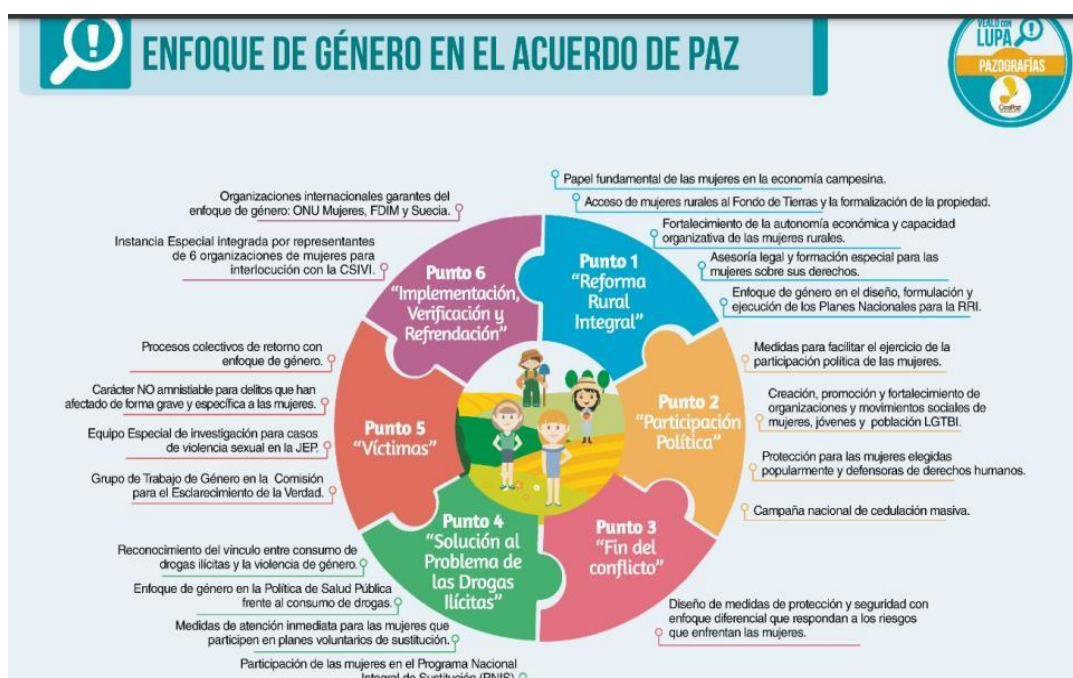 ENFOQUE DE GÉNERO EN EL ACUERDO DE PAZ
VÉALO CON
LUPA
PAZOGRAFÍAS
CinPaz
Papel fundamental de las mujeres en la economía campesina.
Acceso de mujeres rurales al Fondo de Tierras y la formalización de la propiedad.
Fortalecimiento de la autonomía económica y capacidad
organizativa de las mujeres rurales.
Asesoría legal y formación especial para las
mujeres sobre sus derechos.
Enfoque de género en el diseño, formulación y
ejecución de los Planes Nacionales para la RRI.
Medidas para facilitar el ejercicio de la
participación política de las mujeres.
Creación, promoción y fortalecimiento de
organizaciones y movimientos sociales de
mujeres, jóvenes y población LGTBI.
Protección para las mujeres elegidas
popularmente y defensoras de derechos humanos.
Campaña nacional de cedulación masiva.
Diseño de medidas de protección y seguridad con
enfoque diferencial que respondan a los riesgos
que enfrentan las mujeres.
Organizaciones internacionales garantes del
enfoque de género: ONU Mujeres, FDIM y Suecia.
Instancia Especial integrada por representantes
de 6 organizaciones de mujeres para
interlocución con la CSIVI.
Procesos colectivos de retorno con
enfoque de género.
Carácter NO amnistiable para delitos que han
afectado de forma grave y específica a las mujeres.
Equipo Especial de investigación para casos
de violencia sexual en la JEP.
Grupo de Trabajo de Género en la Comisión
para el Esclarecimiento de la Verdad.
Reconocimiento del vínculo entre consumo de
drogas ilícitas y la violencia de género.
Enfoque de género en la Política de Salud Pública
frente al consumo de drogas.
Medidas de atención inmediata para las mujeres que
participen en planes voluntarios de sustitución.
Participación de las mujeres en el Programa Nacional
Integral de Sustitución (PNIS)
Punto 1
“Reforma
Rural
Integral”
Punto 2
“Participación
Política”
Punto 3
“Fin del
conflicto”
Punto 4
“Solución al
Problema de
las Drogas
Ilícitas”
Punto 5
“Víctimas”
Punto 6
“Implementación,
Verificación y
Refrendación”